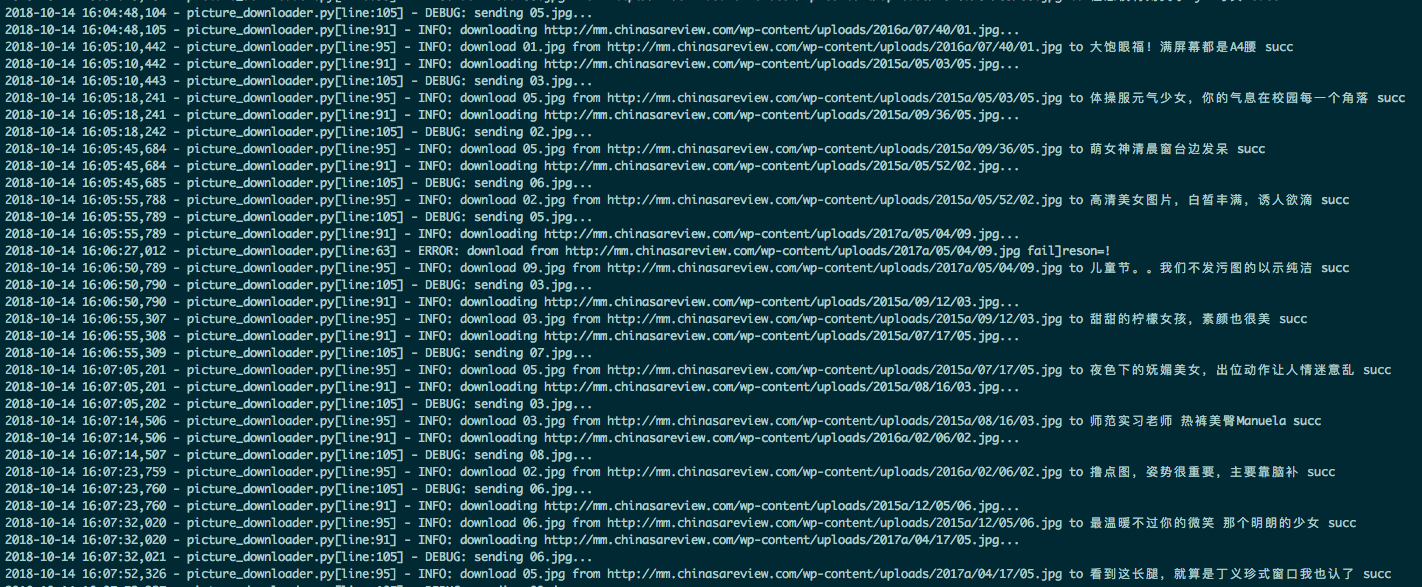 2018-10-14 16:04:48,104 - picture_downloader.py[line:105] - DEBUG: sending 05.jpg...
2018-10-14 16:04:48,105 - picture_downloader.py[line:91] - INFO: downloading http://mm.chinasareview.com/wp-content/uploads/2016a/07/40/01.jpg...
2018-10-14 16:05:10,442 - picture_downloader.py[line:95] - INFO: download 01.jpg from http://mm.chinasareview.com/wp-content/uploads/2016a/07/40/01.jpg to 大饱眼福！满屏幕都是A4腰 succ
2018-10-14 16:05:10,442 - picture_downloader.py[line:91] - INFO: downloading http://mm.chinasareview.com/wp-content/uploads/2015a/05/03/05.jpg...
2018-10-14 16:05:10,443 - picture_downloader.py[line:105] - DEBUG: sending 03.jpg...
2018-10-14 16:05:18,241 - picture_downloader.py[line:95] - INFO: download 05.jpg from http://mm.chinasareview.com/wp-content/uploads/2015a/05/03/05.jpg to 体操服元气少女，你的气息在校园每一个角落 succ
2018-10-14 16:05:18,241 - picture_downloader.py[line:91] - INFO: downloading http://mm.chinasareview.com/wp-content/uploads/2015a/09/36/05.jpg...
2018-10-14 16:05:18,242 - picture_downloader.py[line:105] - DEBUG: sending 02.jpg...
2018-10-14 16:05:45,684 - picture_downloader.py[line:95] - INFO: download 05.jpg from http://mm.chinasareview.com/wp-content/uploads/2015a/09/36/05.jpg to 萌女神清晨窗台边发呆 succ
2018-10-14 16:05:45,684 - picture_downloader.py[line:91] - INFO: downloading http://mm.chinasareview.com/wp-content/uploads/2015a/05/52/02.jpg...
2018-10-14 16:05:45,685 - picture_downloader.py[line:105] - DEBUG: sending 06.jpg...
2018-10-14 16:05:55,788 - picture_downloader.py[line:95] - INFO: download 02.jpg from http://mm.chinasareview.com/wp-content/uploads/2015a/05/52/02.jpg to 高清美女图片，白皙丰满，诱人欲滴 succ
2018-10-14 16:05:55,789 - picture_downloader.py[line:105] - DEBUG: sending 05.jpg...
2018-10-14 16:05:55,789 - picture_downloader.py[line:91] - INFO: downloading http://mm.chinasareview.com/wp-content/uploads/2017a/05/04/09.jpg...
2018-10-14 16:06:27,012 - picture_downloader.py[line:63] - ERROR: download from http://mm.chinasareview.com/wp-content/uploads/2017a/05/04/09.jpg fail]reson=!
2018-10-14 16:06:50,789 - picture_downloader.py[line:95] - INFO: download 09.jpg from http://mm.chinasareview.com/wp-content/uploads/2017a/05/04/09.jpg to 儿童节。。我们不发污图的以示纯洁 succ
2018-10-14 16:06:50,790 - picture_downloader.py[line:105] - DEBUG: sending 03.jpg...
2018-10-14 16:06:50,790 - picture_downloader.py[line:91] - INFO: downloading http://mm.chinasareview.com/wp-content/uploads/2015a/09/12/03.jpg...
2018-10-14 16:06:55,307 - picture_downloader.py[line:95] - INFO: download 03.jpg from http://mm.chinasareview.com/wp-content/uploads/2015a/09/12/03.jpg to 甜甜的柠檬女孩，素颜也很美 succ
2018-10-14 16:06:55,308 - picture_downloader.py[line:91] - INFO: downloading http://mm.chinasareview.com/wp-content/uploads/2015a/07/17/05.jpg...
2018-10-14 16:06:55,309 - picture_downloader.py[line:105] - DEBUG: sending 07.jpg...
2018-10-14 16:07:05,201 - picture_downloader.py[line:95] - INFO: download 05.jpg from http://mm.chinasareview.com/wp-content/uploads/2015a/07/17/05.jpg to 夜色下的妩媚美女，出位动作让人情迷意乱 succ
2018-10-14 16:07:05,201 - picture_downloader.py[line:91] - INFO: downloading http://mm.chinasareview.com/wp-content/uploads/2015a/08/16/03.jpg...
2018-10-14 16:07:05,202 - picture_downloader.py[line:105] - DEBUG: sending 03.jpg...
2018-10-14 16:07:14,506 - picture_downloader.py[line:95] - INFO: download 03.jpg from http://mm.chinasareview.com/wp-content/uploads/2015a/08/16/03.jpg to 师范实习老师 热裤美臀Manuela succ
2018-10-14 16:07:14,506 - picture_downloader.py[line:91] - INFO: downloading http://mm.chinasareview.com/wp-content/uploads/2016a/02/06/02.jpg...
2018-10-14 16:07:14,507 - picture_downloader.py[line:105] - DEBUG: sending 08.jpg...
2018-10-14 16:07:23,759 - picture_downloader.py[line:95] - INFO: download 02.jpg from http://mm.chinasareview.com/wp-content/uploads/2016a/02/06/02.jpg to 撸点图，姿势很重要，主要靠脑补 succ
2018-10-14 16:07:23,760 - picture_downloader.py[line:105] - DEBUG: sending 06.jpg...
2018-10-14 16:07:23,760 - picture_downloader.py[line:91] - INFO: downloading http://mm.chinasareview.com/wp-content/uploads/2015a/12/05/06.jpg...
2018-10-14 16:07:32,020 - picture_downloader.py[line:95] - INFO: download 06.jpg from http://mm.chinasareview.com/wp-content/uploads/2015a/12/05/06.jpg to 最温暖不过你的微笑 那个明朗的少女 succ
2018-10-14 16:07:32,020 - picture_downloader.py[line:91] - INFO: downloading http://mm.chinasareview.com/wp-content/uploads/2017a/04/17/05.jpg...
2018-10-14 16:07:32,021 - picture_downloader.py[line:105] - DEBUG: sending 06.jpg...
2018-10-14 16:07:52,326 - picture_downloader.py[line:95] - INFO: download 05.jpg from http://mm.chinasareview.com/wp-content/uploads/2017a/04/17/05.jpg to 看到这长腿，就算是丁义珍式窗口我也认了 succ